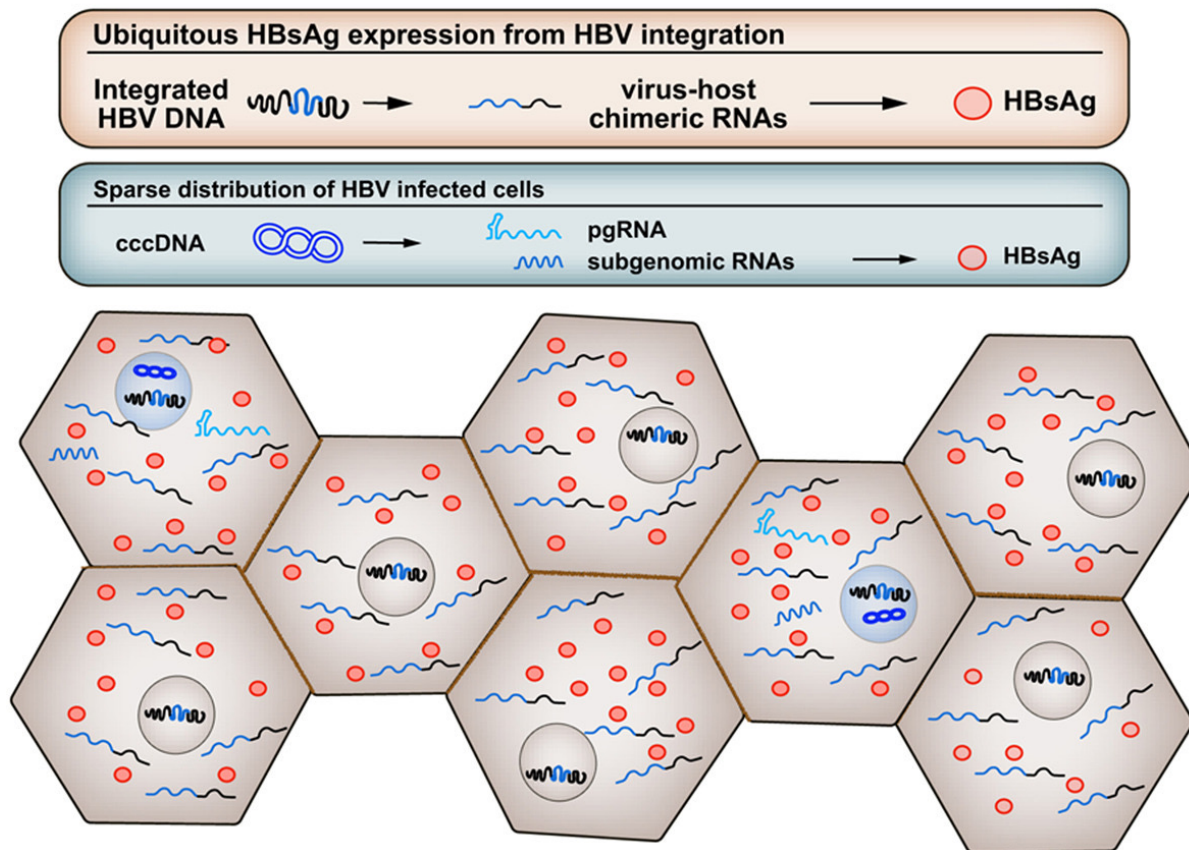 Ubiquitous HBsAg expression from HBV integration
Integrated
HBV DNA
virus-host
chimeric RNAs
HBsAg
Sparse distribution of HBV infected cells
cccDNA
pgRNA
subgenomic RNAs
HBsAg